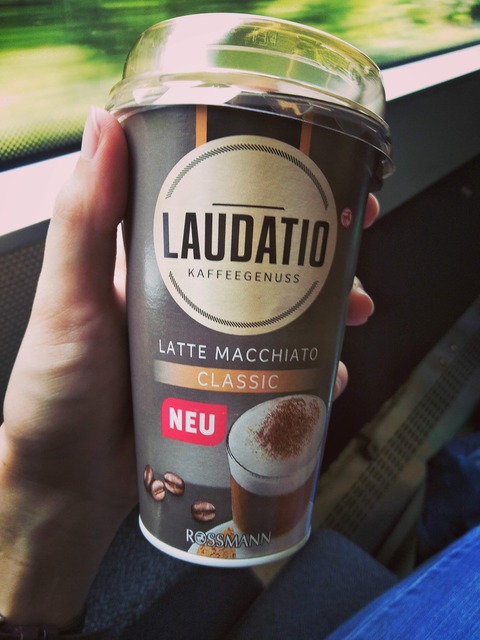 LAUDATIO
KAFFEEGENUSS
LATTE MACCHIATO
CLASSIC
NEU
ROSSMANN